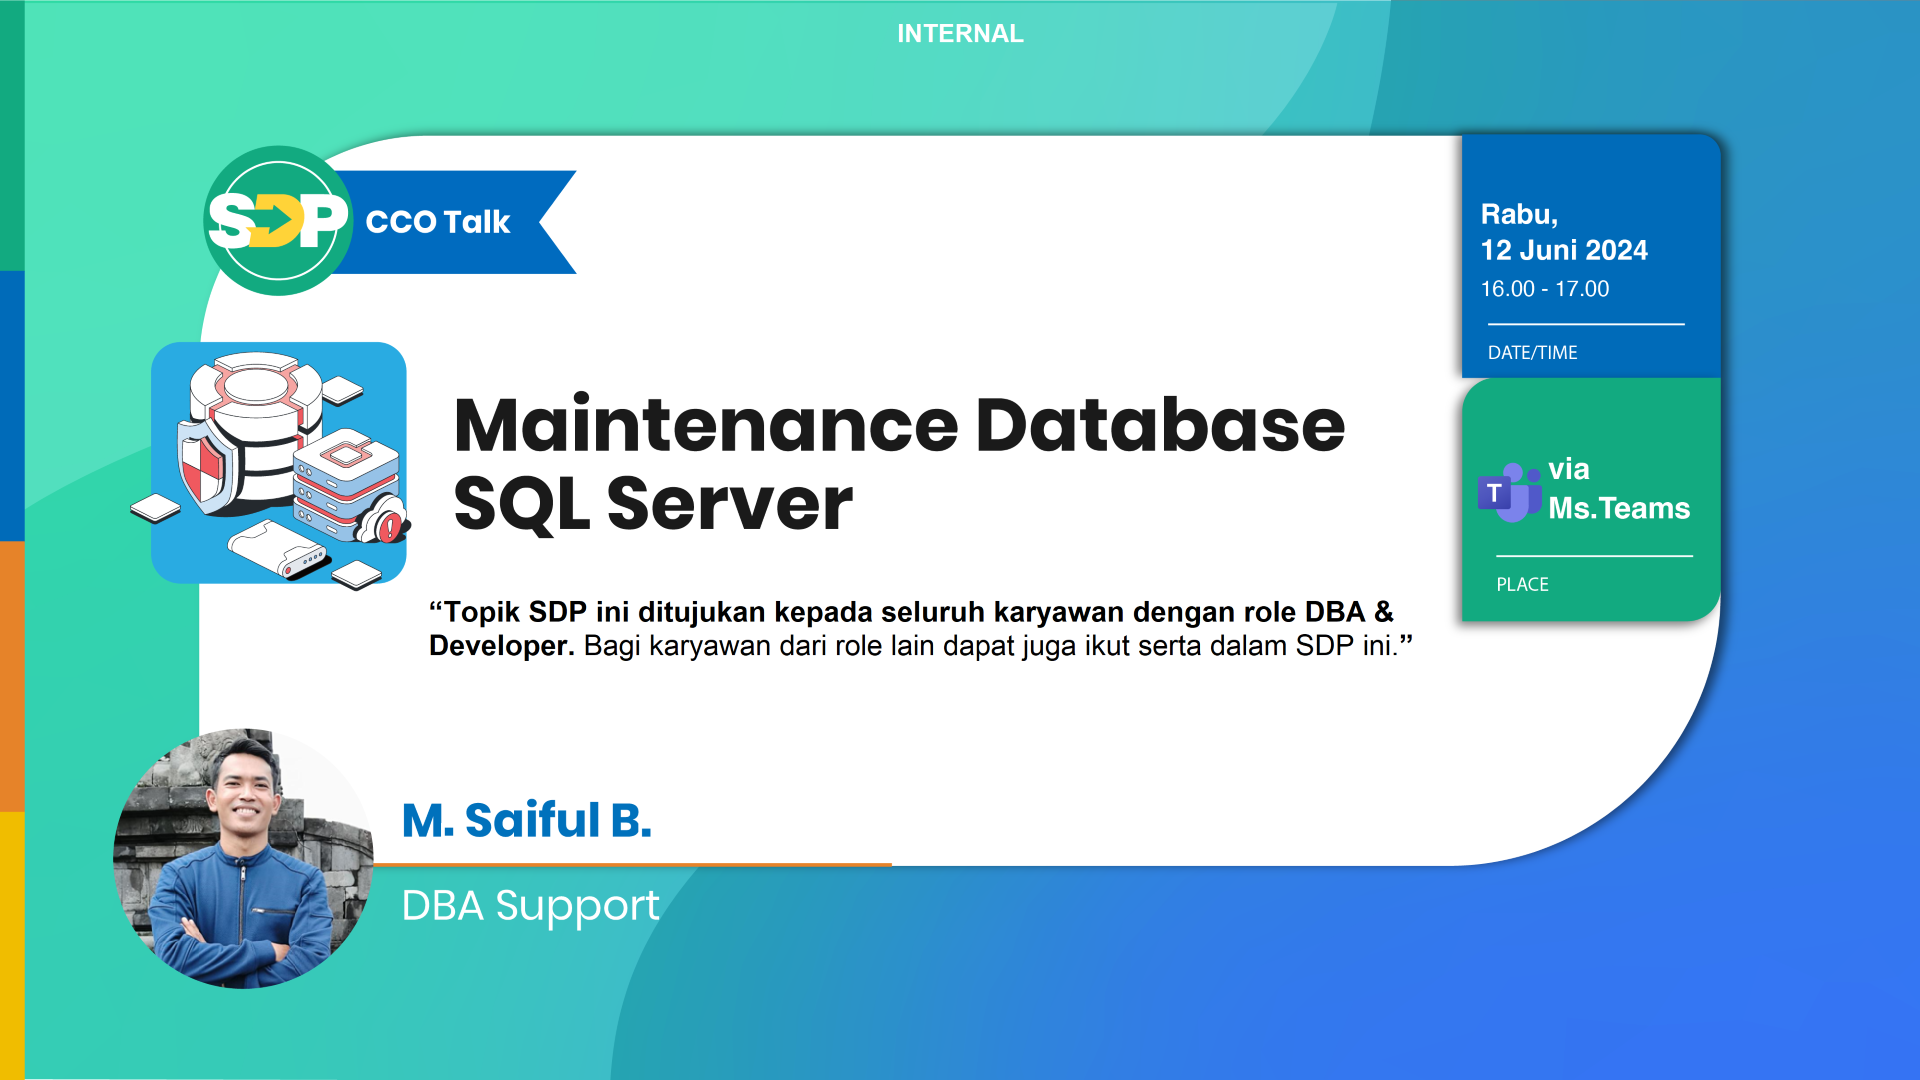 INTERNAL
SDP
CCO Talk
Rabu,
12 Juni 2024
16.00 - 17.00
DATE/TIME
Maintenance Database
SQL Server
T
via
Ms.Teams
PLACE
“Topik SDP ini ditujukan kepada seluruh karyawan dengan role DBA &
Developer. Bagi karyawan dari role lain dapat juga ikut serta dalam SDP ini.”
M. Saiful B.
DBA Support